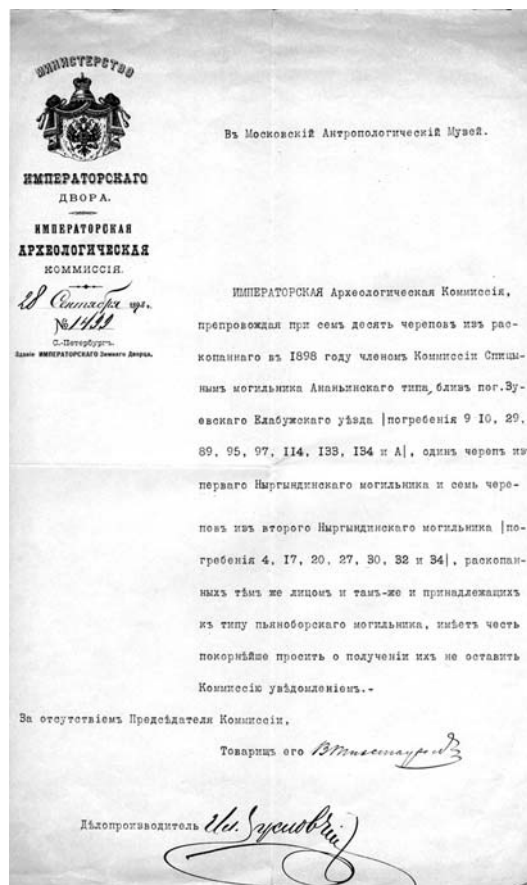 МИНИСТЕРСТВО
ИМПЕРАТОРСКАГО
ДВОРА.
ИМПЕРАТОРСКАЯ
АРХЕОЛОГИЧЕСКАЯ
КОММИССІЯ.
28 Сентября
№ 1499
С.-Петербургъ.
Зданіе ИМПЕРАТОРСКАГО Зимняго Дворца.
Въ Московскій Антропологическій Музей.
ИМПЕРАТОРСКАЯ Археологическая Коммиссія,
препровождая при семъ десять череповъ изъ рас-
копаннаго въ 1898 году членомъ Коммиссіи Спицы-
нымъ могильника Ананьинскаго типа, близъ пог.Зу-
евскаго Елабужскаго уѣзда |погребенія 9 10, 29,
89, 95, 97, 114, 133, 134 и А|, одинъ черепъ из
перваго Ныргындинскаго могильника и семь чере-
повъ изъ второго Ныргындинскаго могильника |по-
гребенія 4, 17, 20, 27, 30, 32 и 34|, раскопан-
ныхъ тѣмъ же лицомъ и тамъ-же и принадлежащихъ
къ типу пьяноборскаго могильника, имѣетъ честь
покорнѣйше просить о полученіи ихъ не оставить
Коммиссію увѣдомленіемъ.-
За отсутствіемъ Предсѣдателя Коммиссіи,
Товарищъ его
Дѣлопроизводитель